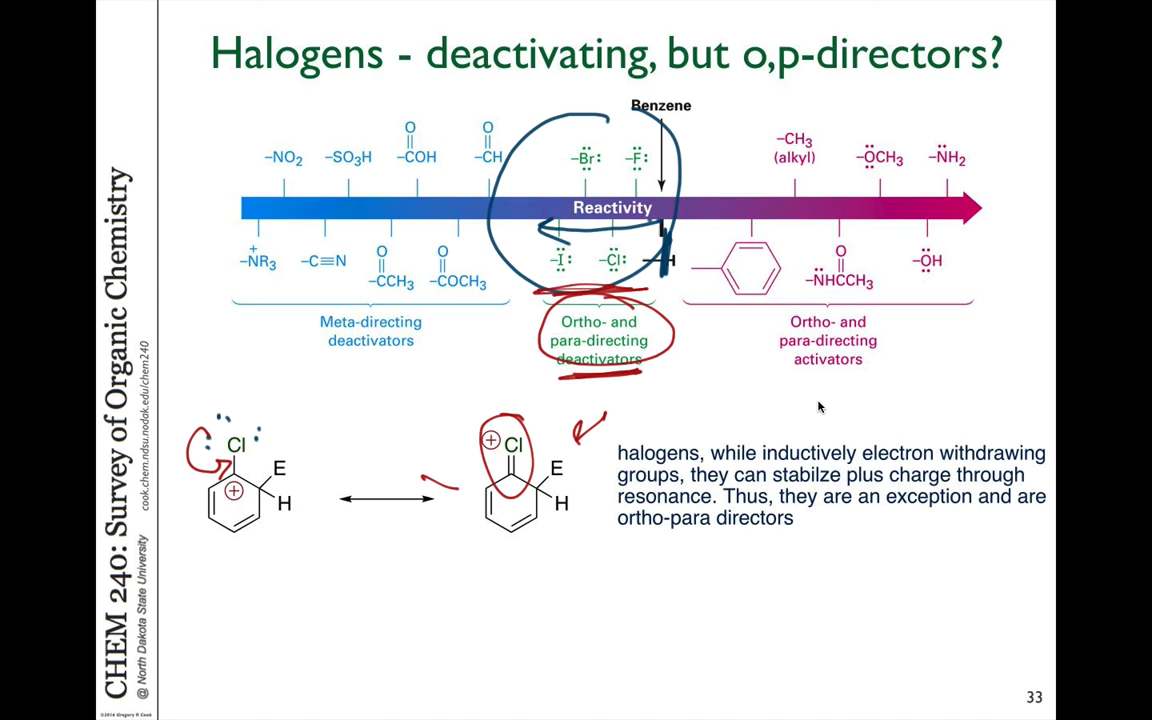 Halogens - deactivating, but o,p-directors?
Benzene
O
O
–CH3
–NO2 –SO3H –COH –CH –Br: –F: (alkyl) –OCH3 –NH2
Reactivity
+
–NR3 –C≡N O O –I: –Cl: –H O –OH
–CCH3 –COCH3 –NHCCH3
Meta-directing
deactivators
Ortho- and
para-directing
deactivators
Ortho- and
para-directing
activators
Cl
E
+
H
+
Cl
E
H
halogens, while inductively electron withdrawing
groups, they can stabilze plus charge through
resonance. Thus, they are an exception and are
ortho-para directors
33
CHEM 240: Survey of Organic Chemistry
@ North Dakota State University
cook.chem.ndsu.nodak.edu/chem240
©2016 Gregory R. Cook